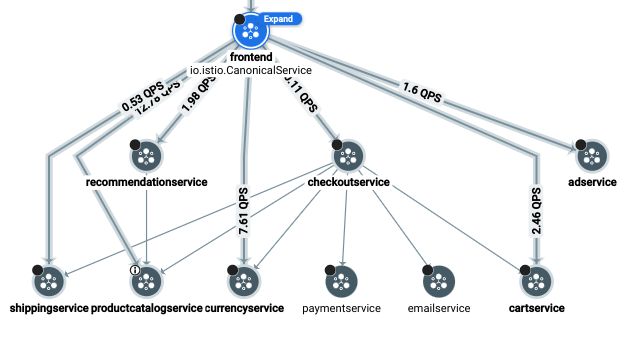 Expand
frontend
io.istio.CanonicalService
0.53 QPS
12.78 QPS
1.98 QPS
0.11 QPS
1.6 QPS
recommendationservice
checkoutservice
adservice
7.61 QPS
2.46 QPS
shippingservice
productcatalogservice
currencyservice
paymentservice
emailservice
cartservice